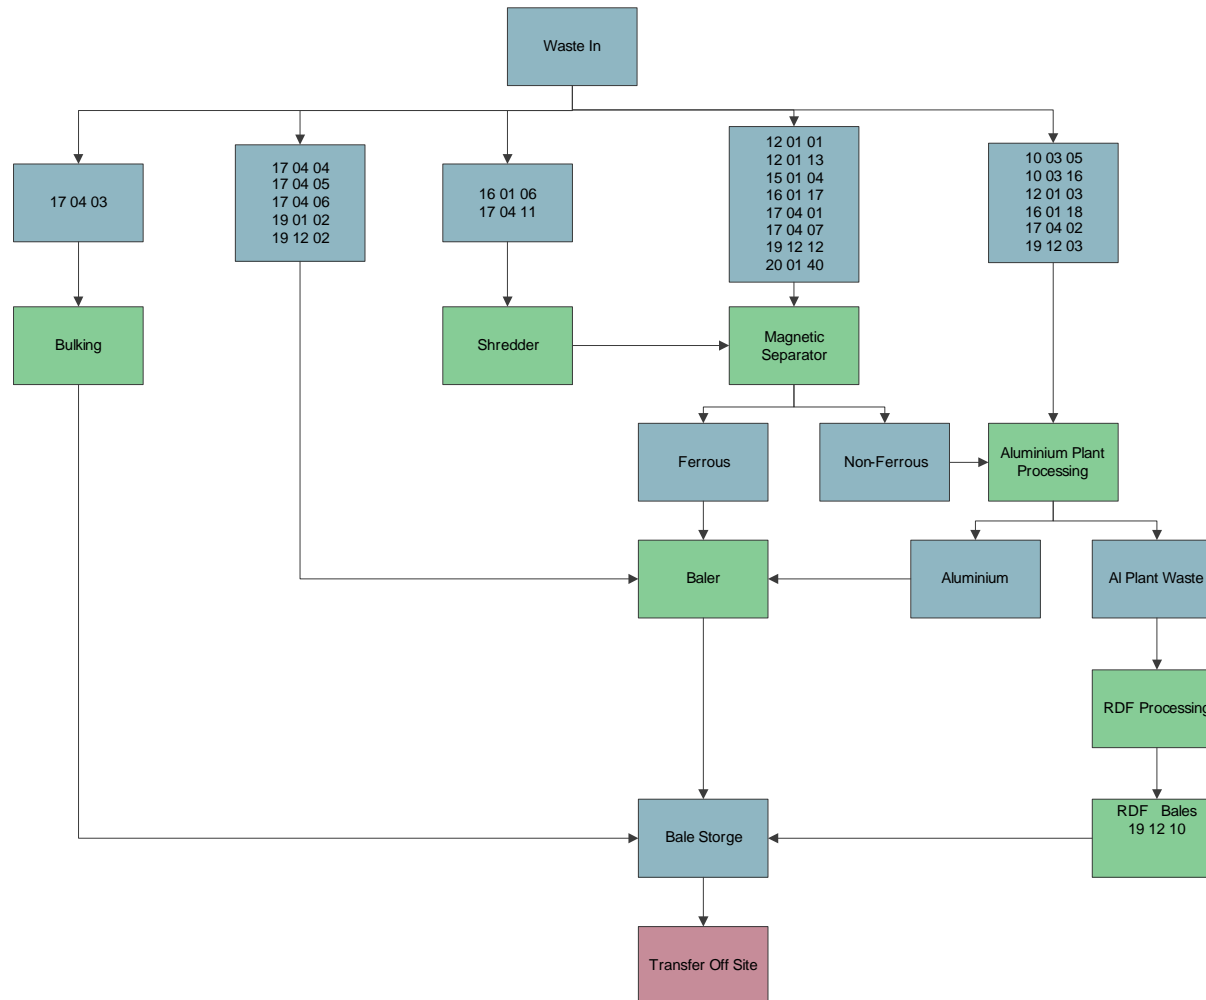 Waste In
17 04 03
17 04 04
17 04 05
17 04 06
19 01 02
19 12 02
16 01 06
17 04 11
12 01 01
12 01 13
15 01 04
16 01 17
17 04 01
17 04 07
19 12 12
20 01 40
10 03 05
10 03 16
12 01 03
16 01 18
17 04 02
19 12 03
Bulking
Shredder
Magnetic
Separator
Ferrous
Non-Ferrous
Aluminium Plant
Processing
Baler
Aluminium
Al Plant Waste
RDF Processing
Bale Storge
RDF Bales
19 12 10
Transfer Off Site